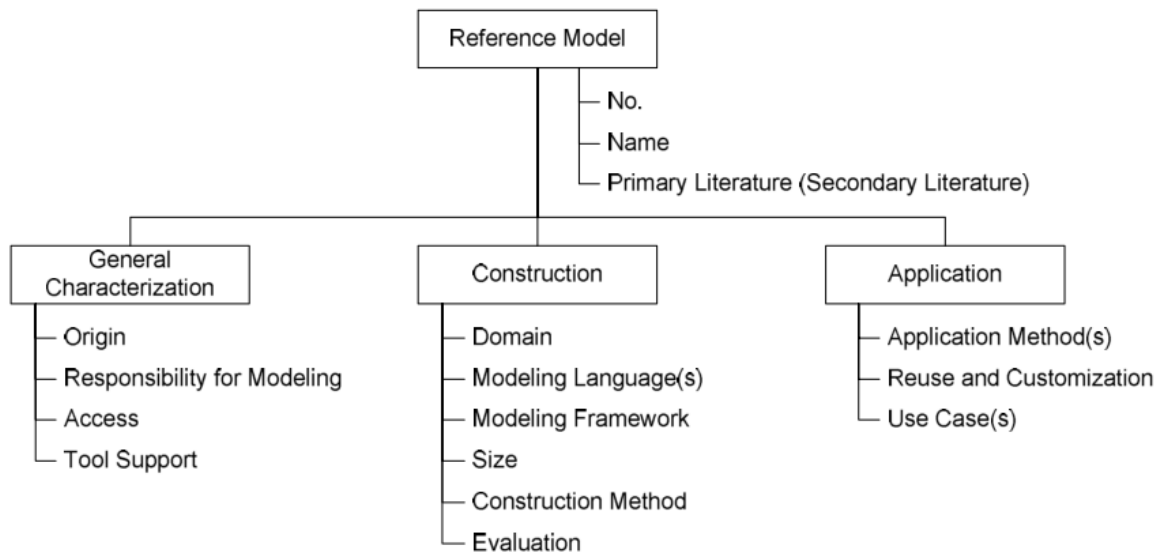 Reference Model
No.
Name
Primary Literature (Secondary Literature)
General
Characterization
Origin
Responsibility for Modeling
Access
Tool Support
Construction
Domain
Modeling Language(s)
Modeling Framework
Size
Construction Method
Evaluation
Application
Application Method(s)
Reuse and Customization
Use Case(s)